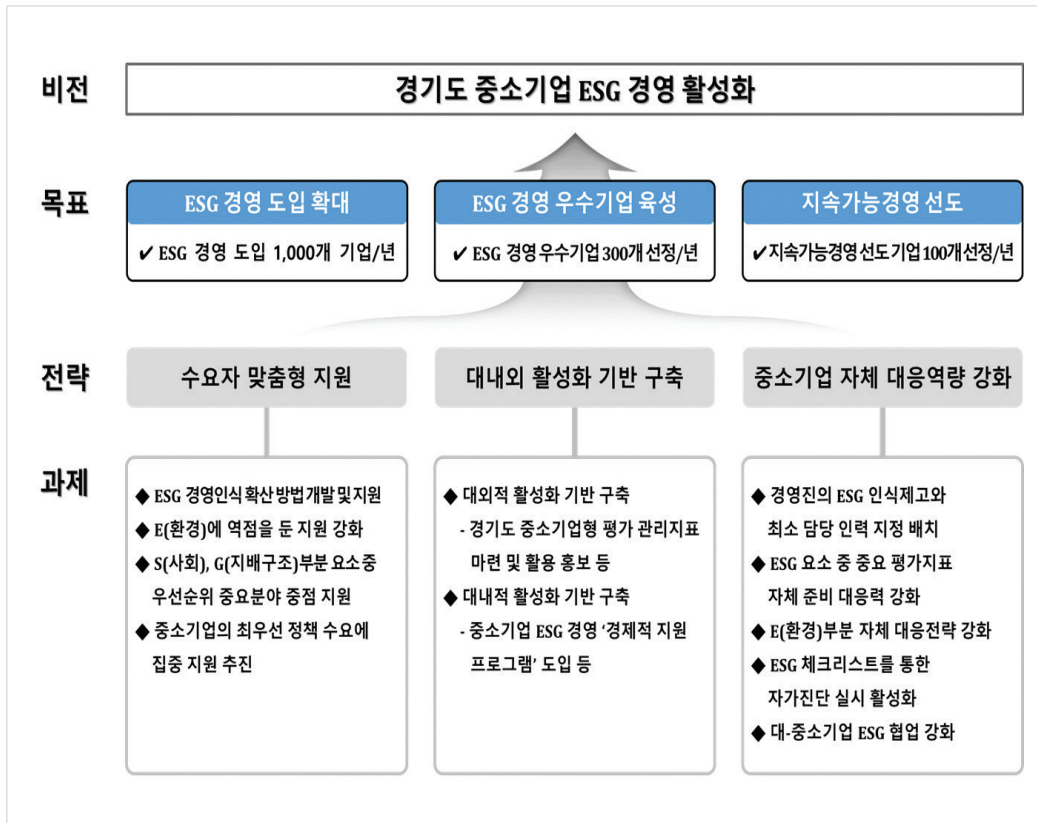 비전
경기도 중소기업 ESG 경영 활성화
목표
ESG 경영 도입 확대
✔ ESG 경영 도입 1,000개 기업/년
ESG 경영 우수기업 육성
✔ ESG 경영 우수기업 300개 선정/년
지속가능경영 선도
✔ 지속가능경영 선도 기업 100개 선정/년
전략
수요자 맞춤형 지원
대내외 활성화 기반 구축
중소기업 자체 대응역량 강화
과제
◆ ESG 경영인식 확산 방법 개발 및 지원
◆ E(환경)에 역점을 둔 지원 강화
◆ S(사회), G(지배구조)부분 요소 중
우선순위 중요분야 중점 지원
◆ 중소기업의 최우선 정책 수요에
집중 지원 추진
◆ 대외적 활성화 기반 구축
- 경기도 중소기업형 평가 관리지표
마련 및 활용 홍보 등
◆ 대내적 활성화 기반 구축
- 중소기업 ESG 경영 ‘경제적 지원
프로그램’ 도입 등
◆ 경영진의 ESG 인식제고와
최소 담당 인력 지정 배치
◆ ESG 요소 중 중요 평가지표
자체 준비 대응력 강화
◆ E(환경)부분 자체 대응전략 강화
◆ ESG 체크리스트를 통한
자가진단 실시 활성화
◆ 대-중소기업 ESG 협업 강화